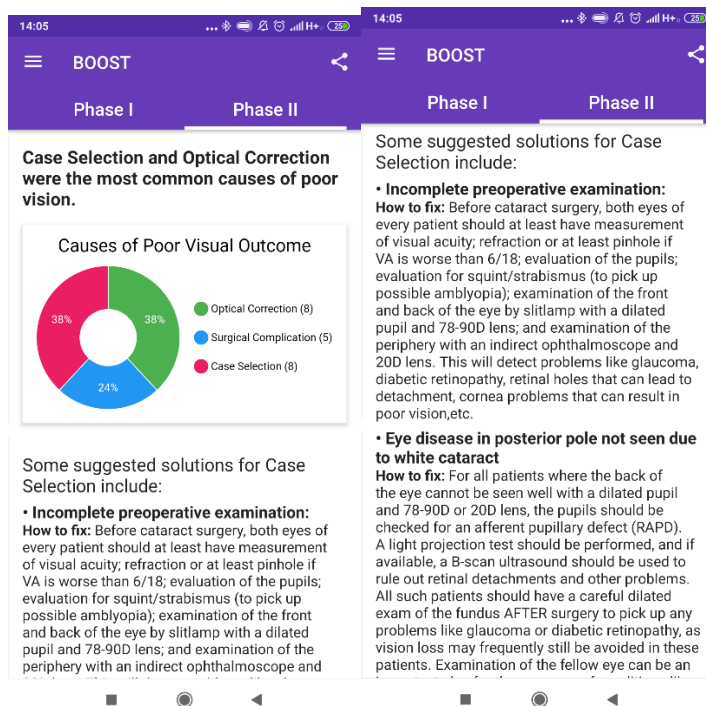 14:05
... H+ 25
BOOST
Phase I Phase II
Case Selection and Optical Correction
were the most common causes of poor
vision.
Causes of Poor Visual Outcome
38%
38%
24%
Optical Correction (8)
Surgical Complication (5)
Case Selection (8)
Some suggested solutions for Case
Selection include:
• Incomplete preoperative examination:
How to fix: Before cataract surgery, both eyes of
every patient should at least have measurement
of visual acuity; refraction or at least pinhole if
VA is worse than 6/18; evaluation of the pupils;
evaluation for squint/strabismus (to pick up
possible amblyopia); examination of the front
and back of the eye by slitlamp with a dilated
pupil and 78-90D lens; and examination of the
periphery with an indirect ophthalmoscope and
14:05
... H+ 25
BOOST
Phase I Phase II
Some suggested solutions for Case
Selection include:
• Incomplete preoperative examination:
How to fix: Before cataract surgery, both eyes of
every patient should at least have measurement
of visual acuity; refraction or at least pinhole if
VA is worse than 6/18; evaluation of the pupils;
evaluation for squint/strabismus (to pick up
possible amblyopia); examination of the front
and back of the eye by slitlamp with a dilated
pupil and 78-90D lens; and examination of the
periphery with an indirect ophthalmoscope and
20D lens. This will detect problems like glaucoma,
diabetic retinopathy, retinal holes that can lead to
detachment, cornea problems that can result in
poor vision,etc.
• Eye disease in posterior pole not seen due
to white cataract
How to fix: For all patients where the back of
the eye cannot be seen well with a dilated pupil
and 78-90D or 20D lens, the pupils should be
checked for an afferent pupillary defect (RAPD).
A light projection test should be performed, and if
available, a B-scan ultrasound should be used to
rule out retinal detachments and other problems.
All such patients should have a careful dilated
exam of the fundus AFTER surgery to pick up any
problems like glaucoma or diabetic retinopathy, as
vision loss may frequently still be avoided in these
patients. Examination of the fellow eye can be an